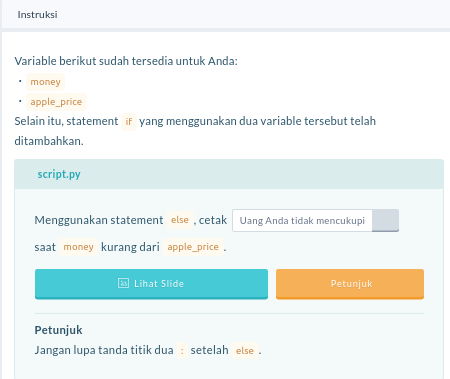 Instruksi
Variable berikut sudah tersedia untuk Anda:
• money
• apple_price
Selain itu, statement if yang menggunakan dua variable tersebut telah
ditambahkan.
script.py
Menggunakan statement else , cetak Uang Anda tidak mencukupi
saat money kurang dari apple_price .
Lihat Slide Petunjuk
Petunjuk
Jangan lupa tanda titik dua : setelah else .